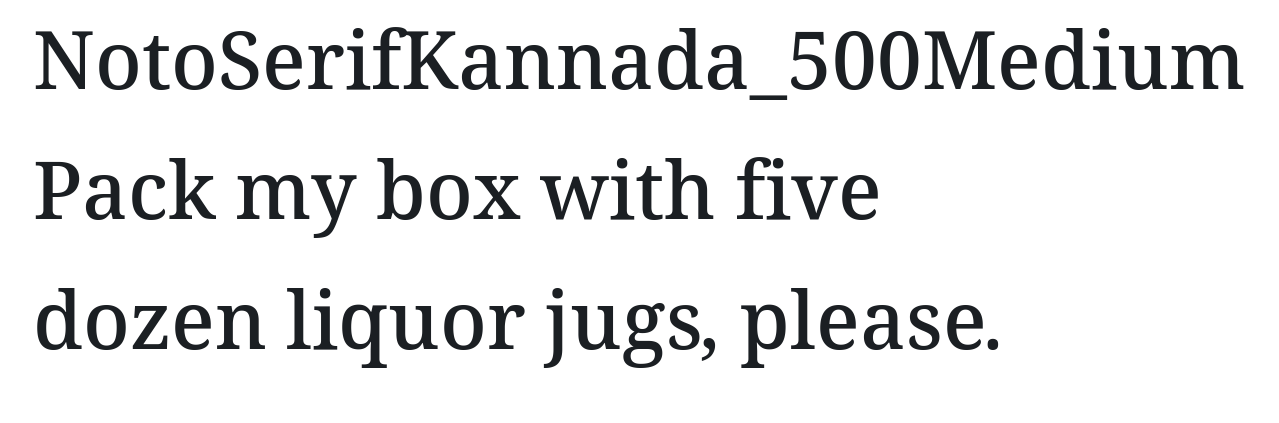 NotoSerifKannada_500Medium
Pack my box with five
dozen liquor jugs, please.